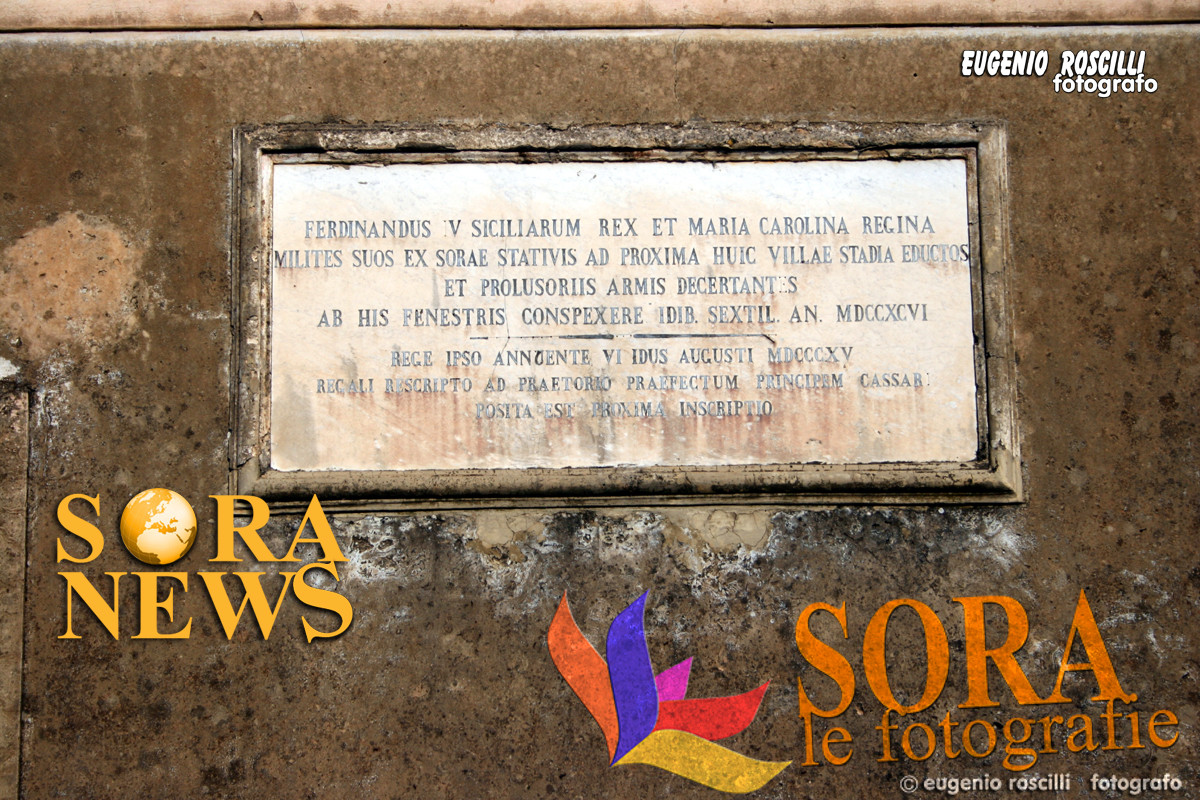 EUGENIO ROSCILLI
fotografo
FERDINANDUS IV SICILIARUM REX ET MARIA CAROLINA REGINA
MILITES SUOS EX SORAE STATIVIS AD PROXIMA HUIC VILLAE STADIA EDUCTOS
ET PROLUSORIIS ARMIS DECERTANTES
AB HIS FENESTRIS CONSPEXERE IDIB. SEXTIL. AN. MDCCXCVI
REGE IPSO ANNUENTE VI IDUS AUGUSTI MDCCCXV
REGALI RESCRIPTO AD PRAETORIO PRAEFECTUM PRINCIPEM CASSARI
POSITA EST PROXIMA INSCRIPTIO
SORA
NEWS
SORA
le fotografie
© eugenio roscilli fotografo